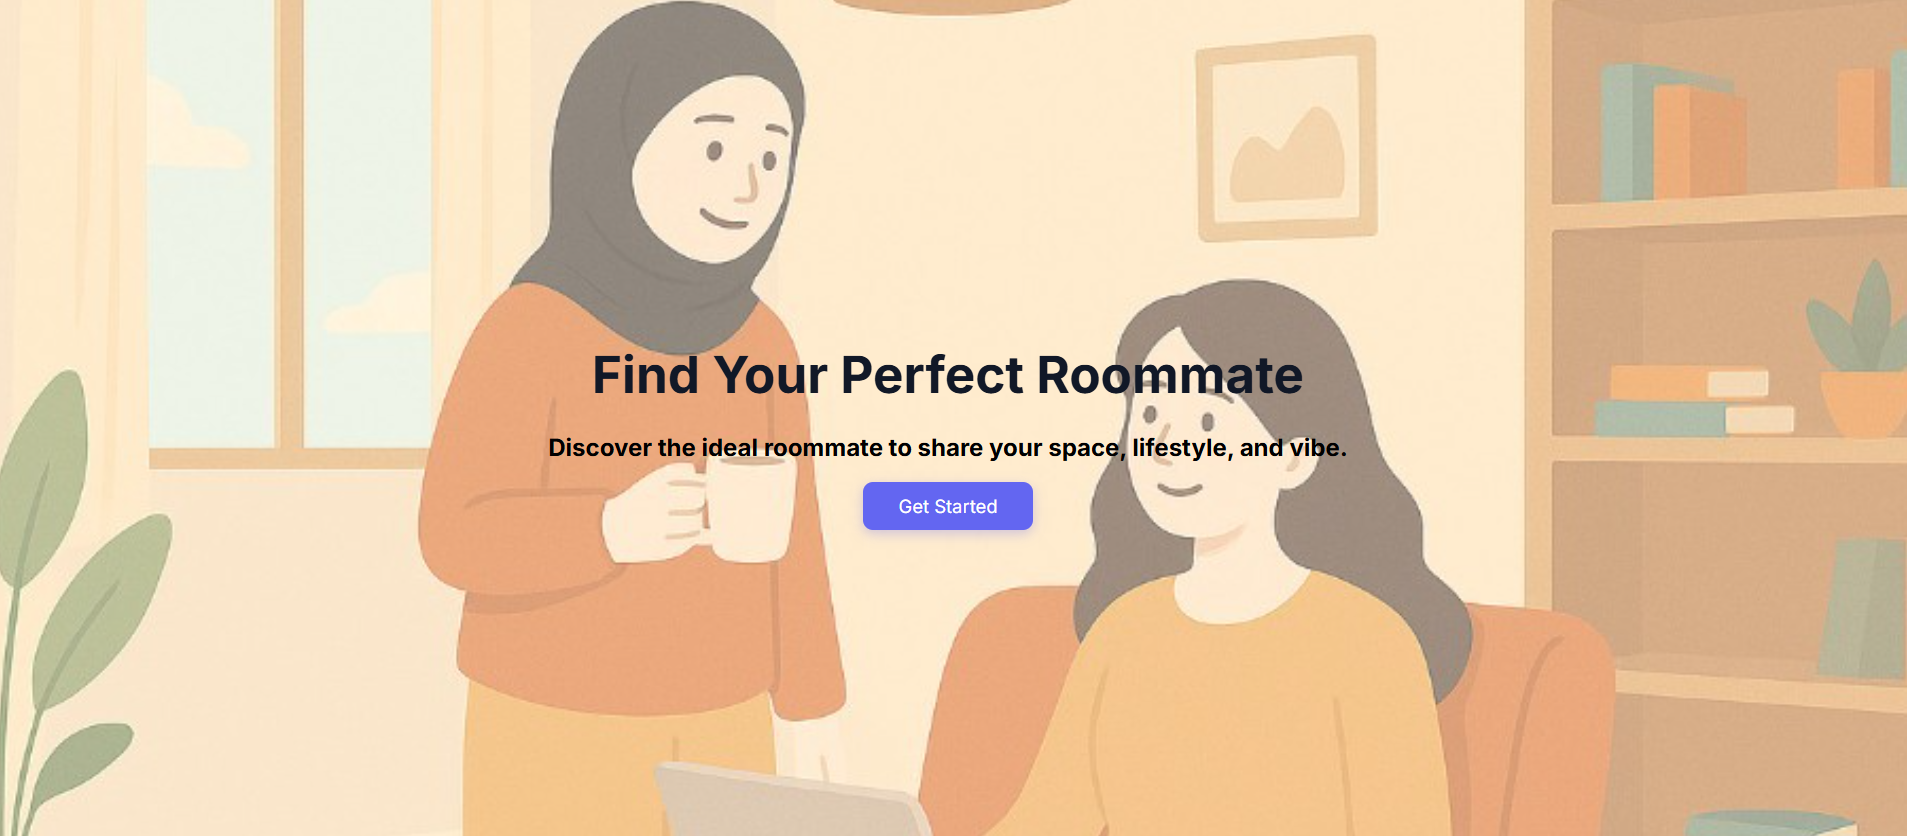 Find Your Perfect Roommate
Discover the ideal roommate to share your space, lifestyle, and vibe.
Get Started